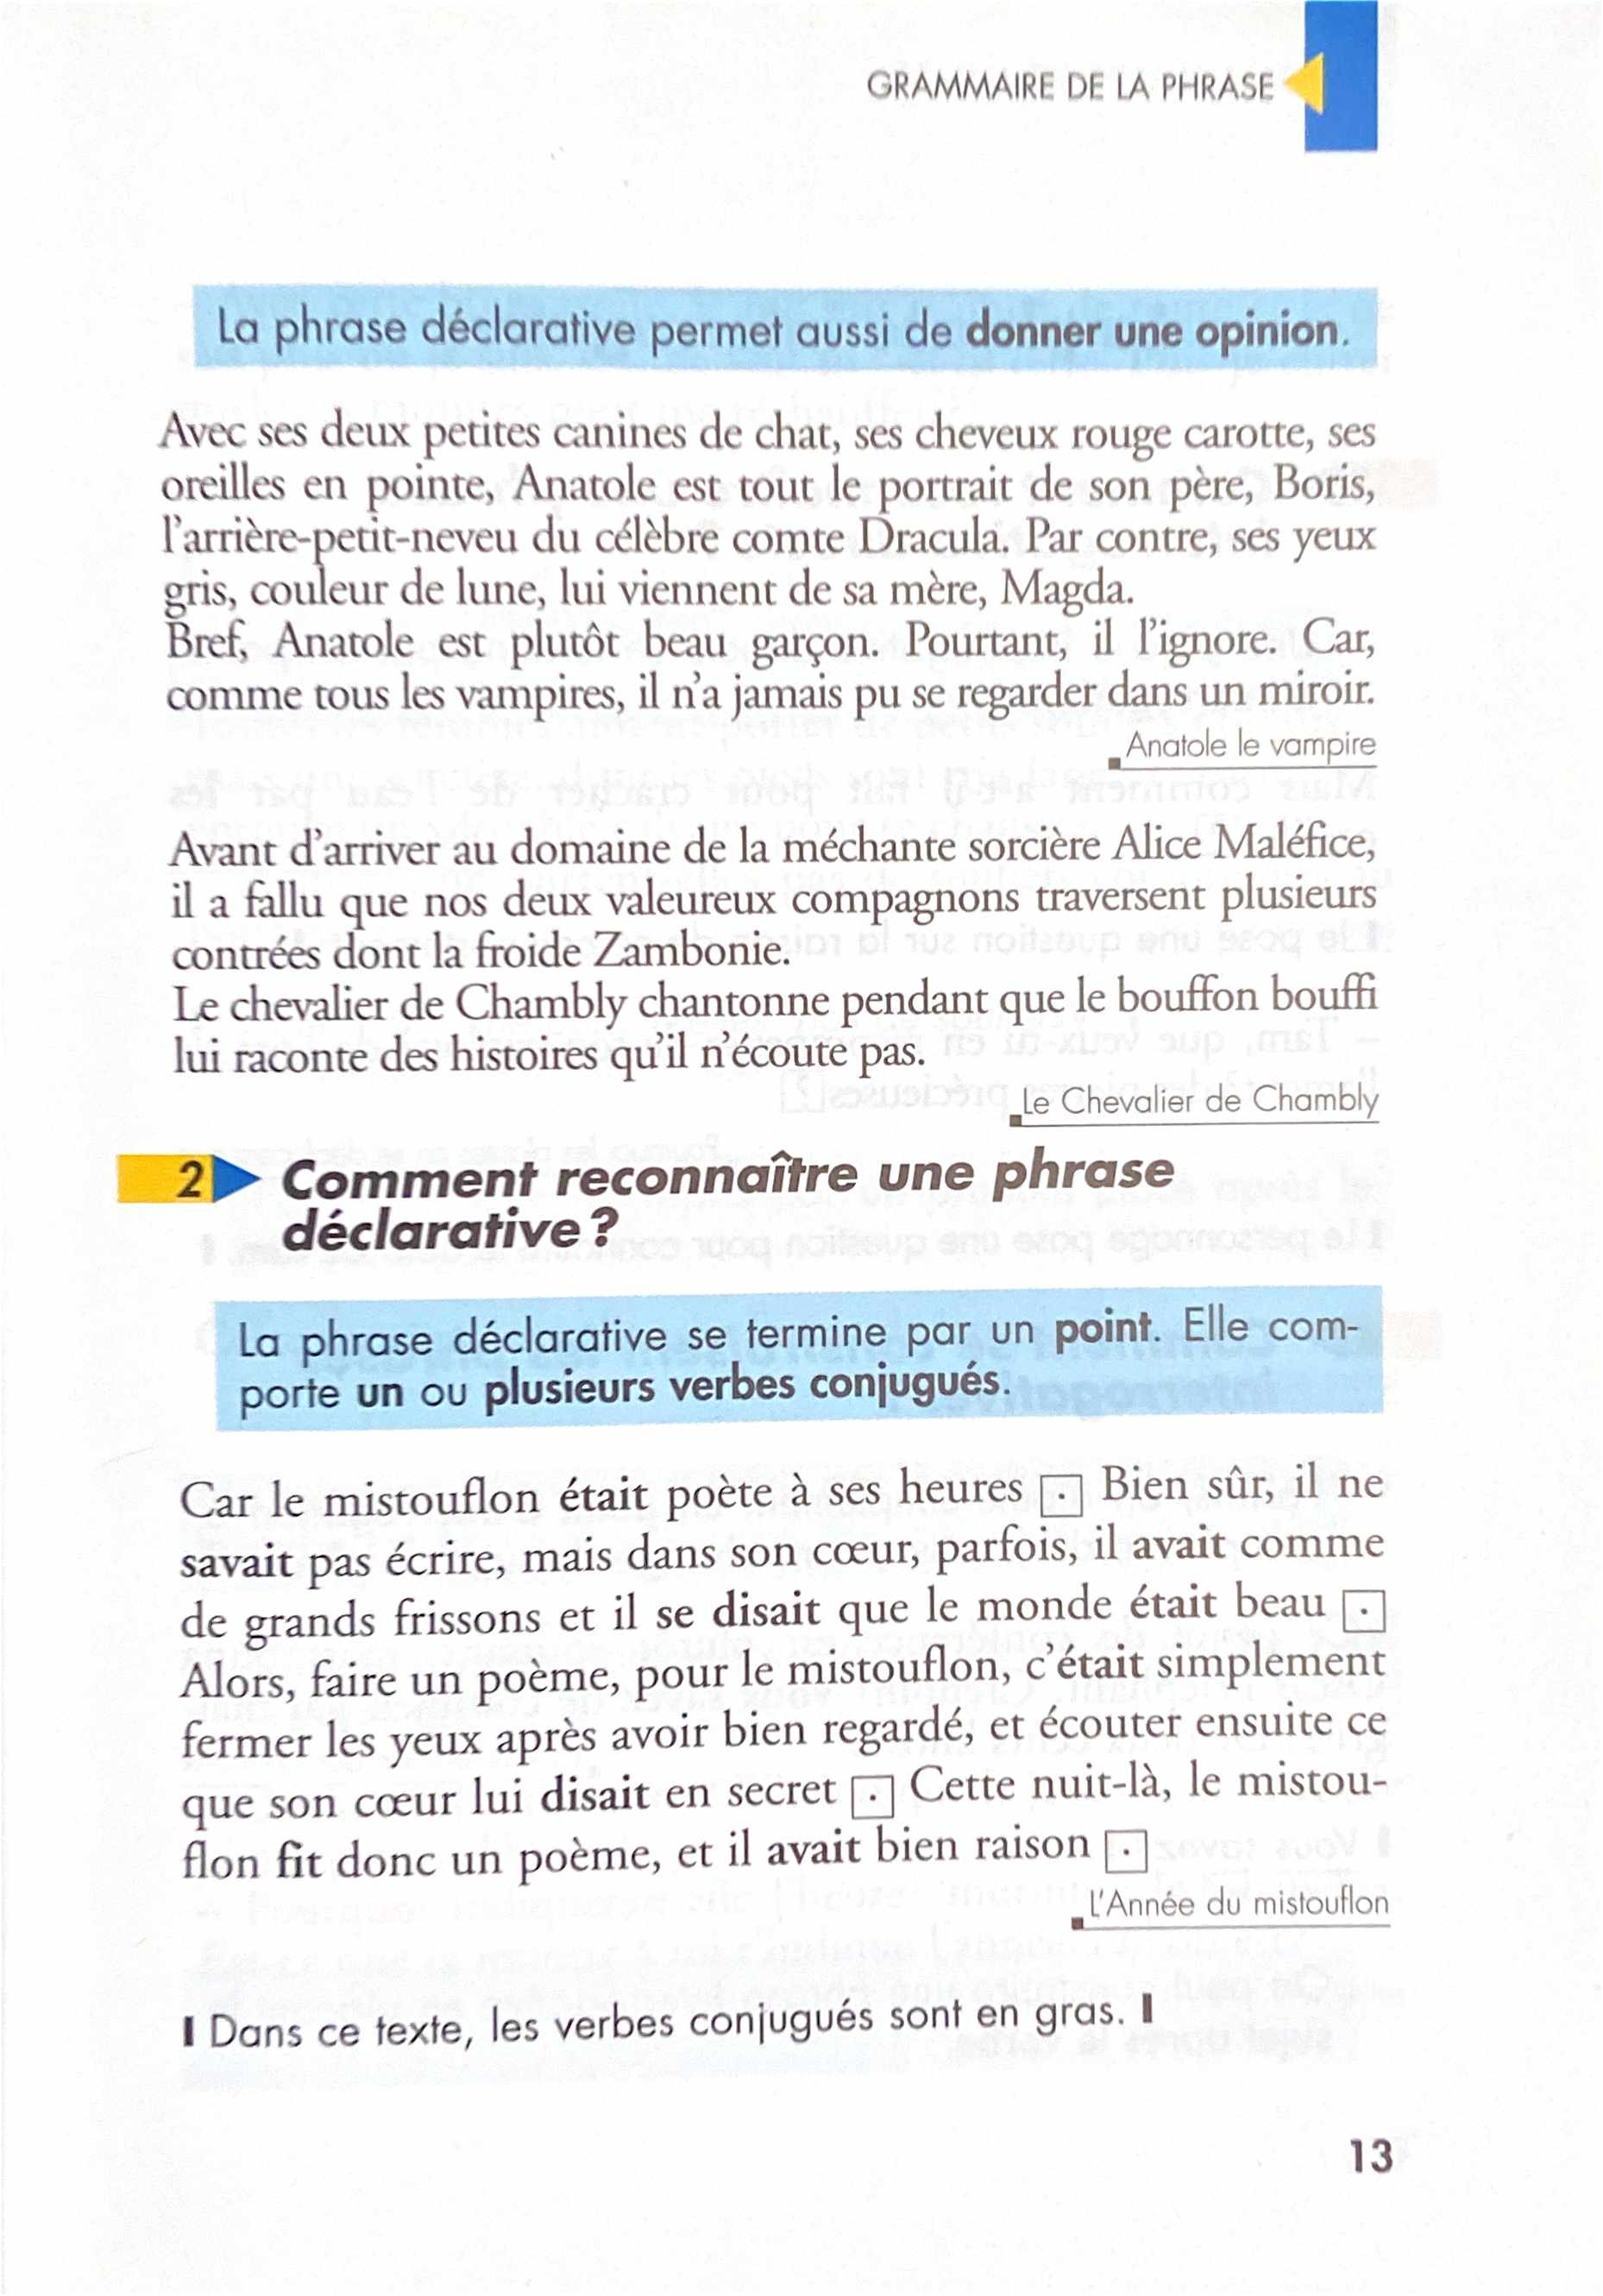 GRAMMAIRE DE LA PHRASE
La phrase déclarative permet aussi de donner une opinion.
Avec ses deux petites canines de chat, ses cheveux rouge carotte, ses
oreilles en pointe, Anatole est tout le portrait de son père, Boris,
l'arrière-petit-neveu du célèbre comte Dracula. Par contre, ses yeux
gris, couleur de lune, lui viennent de sa mère, Magda.
Bref, Anatole est plutôt beau garçon. Pourtant, il l'ignore. Car,
comme tous les vampires, il n'a jamais pu se regarder dans un miroir.
Anatole le vampire
Avant d'arriver au domaine de la méchante sorcière Alice Maléfice,
il a fallu que nos deux valeureux compagnons traversent plusieurs
contrées dont la froide Zambonie.
Le chevalier de Chambly chantonne pendant que le bouffon bouffi
lui raconte des histoires qu'il n'écoute pas.
Le Chevalier de Chambly
2 Comment reconnaître une phrase
déclarative ?
La phrase déclarative se termine par un point. Elle com-
porte un ou plusieurs verbes conjugués.
Car le mistouflon était poète à ses heures . Bien sûr, il ne
savait pas écrire, mais dans son cœur, parfois, il avait comme
de grands frissons et il se disait que le monde était beau .
Alors, faire un poème, pour le mistouflon, c'était simplement
fermer les yeux après avoir bien regardé, et écouter ensuite ce
que son cœur lui disait en secret . Cette nuit-là, le mistou-
flon fit donc un poème, et il avait bien raison .
L'Année du mistouflon
Dans ce texte, les verbes conjugués sont en gras.
13